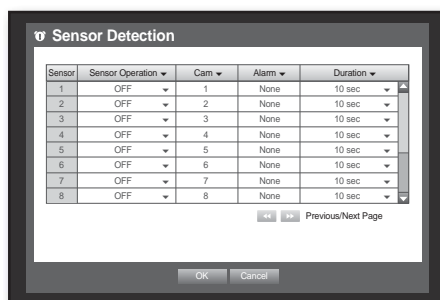 Sensor Detection
Sensor Sensor Operation Cam Alarm Duration
1 OFF 1 None 10 sec
2 OFF 2 None 10 sec
3 OFF 3 None 10 sec
4 OFF 4 None 10 sec
5 OFF 5 None 10 sec
6 OFF 6 None 10 sec
7 OFF 7 None 10 sec
8 OFF 8 None 10 sec
Previous/Next Page
OK Cancel